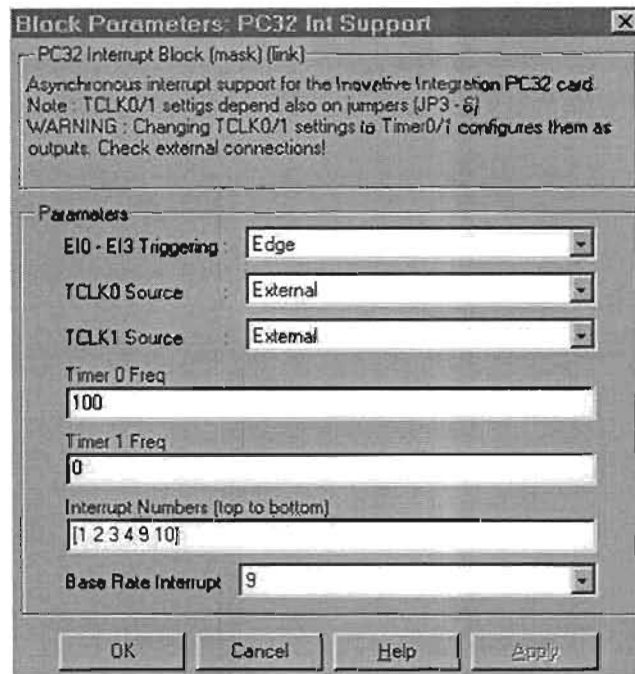 Block Parameters: PC32 Int Support
PC32 Interrupt Block (mask) (link)
Asynchronous interrupt support for the Inovative Integration PC32 card.
Note : TCLK0/1 settigs depend also on jumpers (JP3 - 6)
WARNING : Changing TCLK0/1 settings to Timer0/1 configures them as
outputs. Check external connections!
Parameters
EI0 - EI3 Triggering : Edge
TCLK0 Source : External
TCLK1 Source : External
Timer 0 Freq
100
Timer 1 Freq
0
Interrupt Numbers (top to bottom)
[1 2 3 4 9 10]
Base Rate Interrupt 9
OK Cancel Help Apply